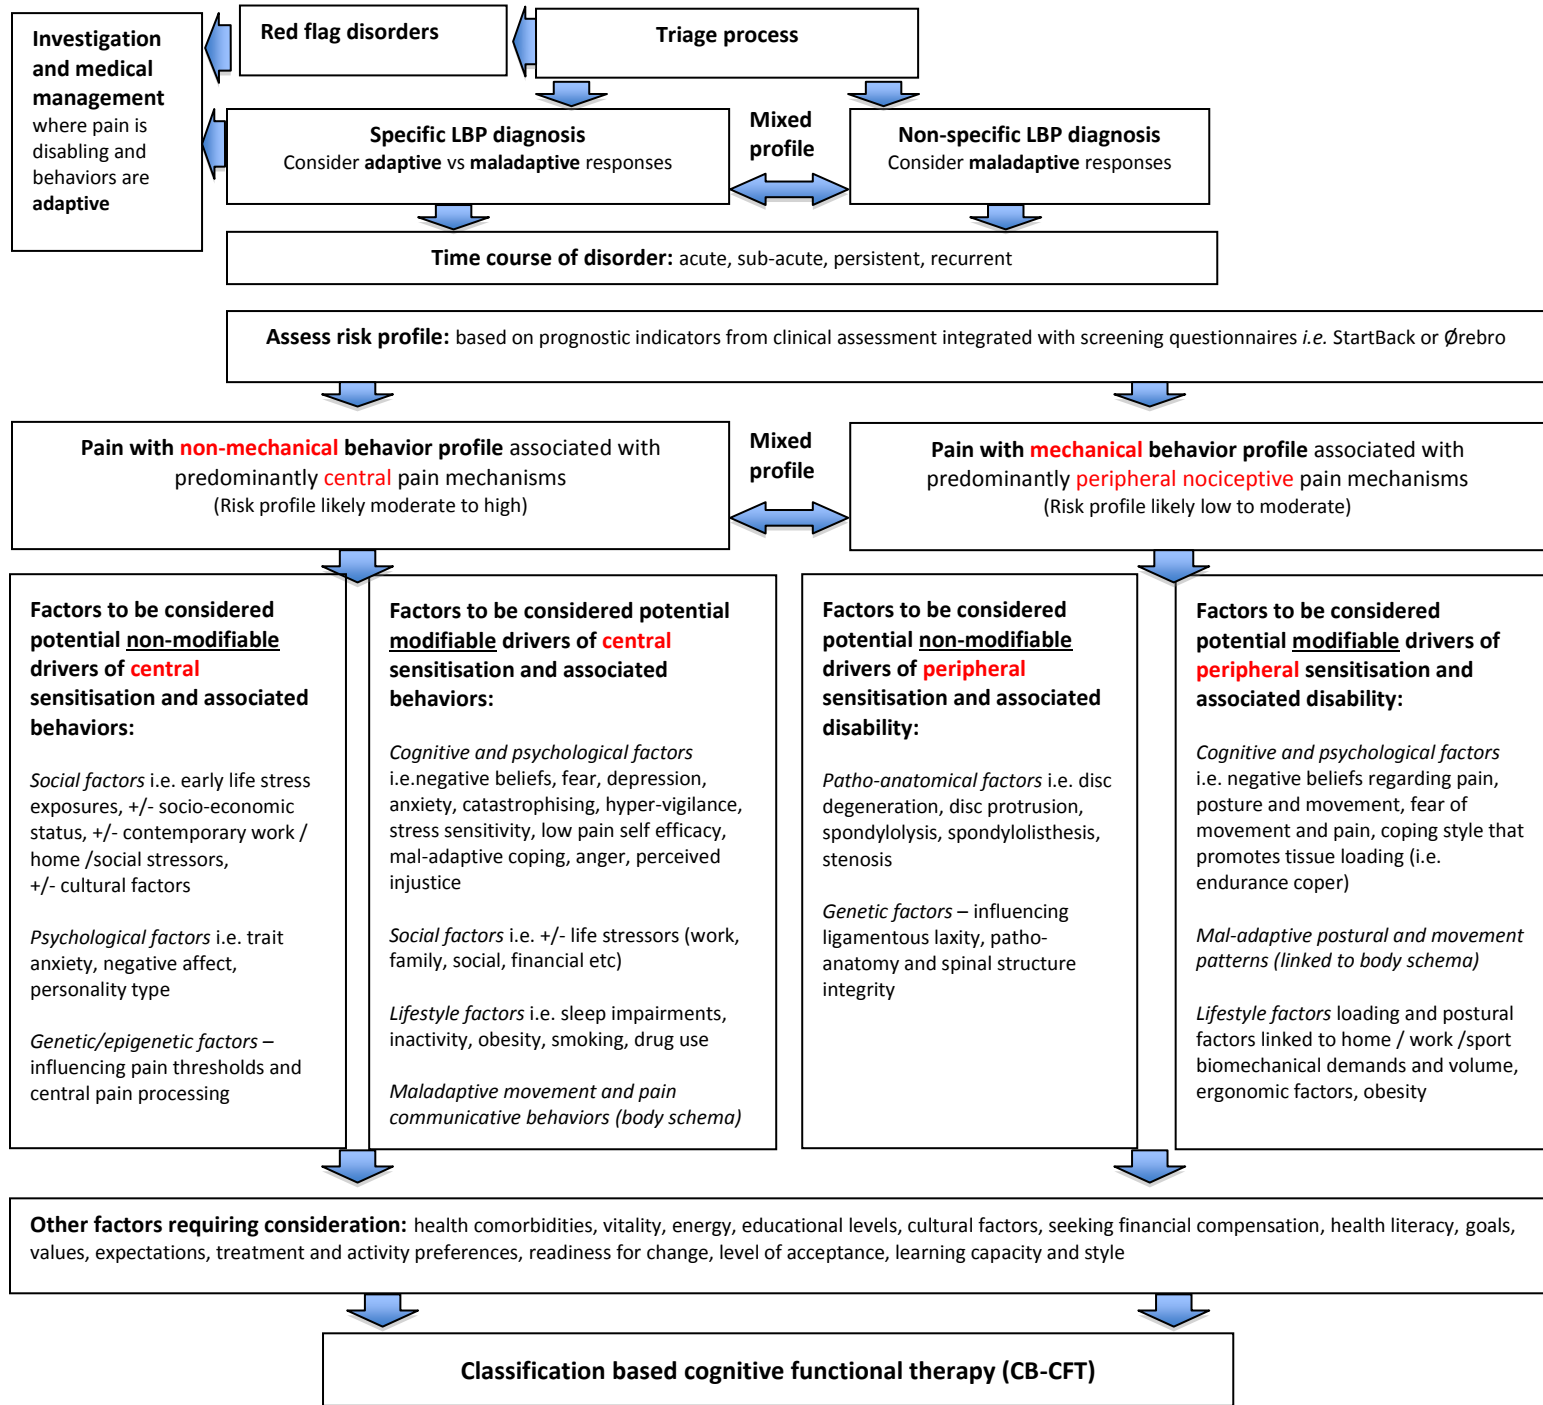 Investigation
and medical
management
where pain is
disabling and
behaviors are
adaptive
Red flag disorders
Triage process
Specific LBP diagnosis
Consider adaptive vs maladaptive responses
Mixed
profile
Non-specific LBP diagnosis
Consider maladaptive responses
Time course of disorder: acute, sub-acute, persistent, recurrent
Assess risk profile: based on prognostic indicators from clinical assessment integrated with screening questionnaires i.e. StartBack or Ørebro
Pain with non-mechanical behavior profile associated with
predominantly central pain mechanisms
(Risk profile likely moderate to high)
Mixed
profile
Pain with mechanical behavior profile associated with
predominantly peripheral nociceptive pain mechanisms
(Risk profile likely low to moderate)
Factors to be considered
potential non-modifiable
drivers of central
sensitisation and associated
behaviors:
Social factors i.e. early life stress
exposures, +/- socio-economic
status, +/- contemporary work /
home /social stressors,
+/- cultural factors
Psychological factors i.e. trait
anxiety, negative affect,
personality type
Genetic/epigenetic factors –
influencing pain thresholds and
central pain processing
Factors to be considered potential
modifiable drivers of central
sensitisation and associated
behaviors:
Cognitive and psychological factors
i.e.negative beliefs, fear, depression,
anxiety, catastrophising, hyper-vigilance,
stress sensitivity, low pain self efficacy,
mal-adaptive coping, anger, perceived
injustice
Social factors i.e. +/- life stressors (work,
family, social, financial etc)
Lifestyle factors i.e. sleep impairments,
inactivity, obesity, smoking, drug use
Maladaptive movement and pain
communicative behaviors (body schema)
Factors to be considered
potential non-modifiable
drivers of peripheral
sensitisation and associated
disability:
Patho-anatomical factors i.e. disc
degeneration, disc protrusion,
spondylolysis, spondylolisthesis,
stenosis
Genetic factors – influencing
ligamentous laxity, patho-
anatomy and spinal structure
integrity
Factors to be considered
potential modifiable drivers of
peripheral sensitisation and
associated disability:
Cognitive and psychological factors
i.e. negative beliefs regarding pain,
posture and movement, fear of
movement and pain, coping style that
promotes tissue loading (i.e.
endurance coper)
Mal-adaptive postural and movement
patterns (linked to body schema)
Lifestyle factors loading and postural
factors linked to home / work /sport
biomechanical demands and volume,
ergonomic factors, obesity
Other factors requiring consideration: health comorbidities, vitality, energy, educational levels, cultural factors, seeking financial compensation, health literacy, goals,
values, expectations, treatment and activity preferences, readiness for change, level of acceptance, learning capacity and style
Classification based cognitive functional therapy (CB-CFT)